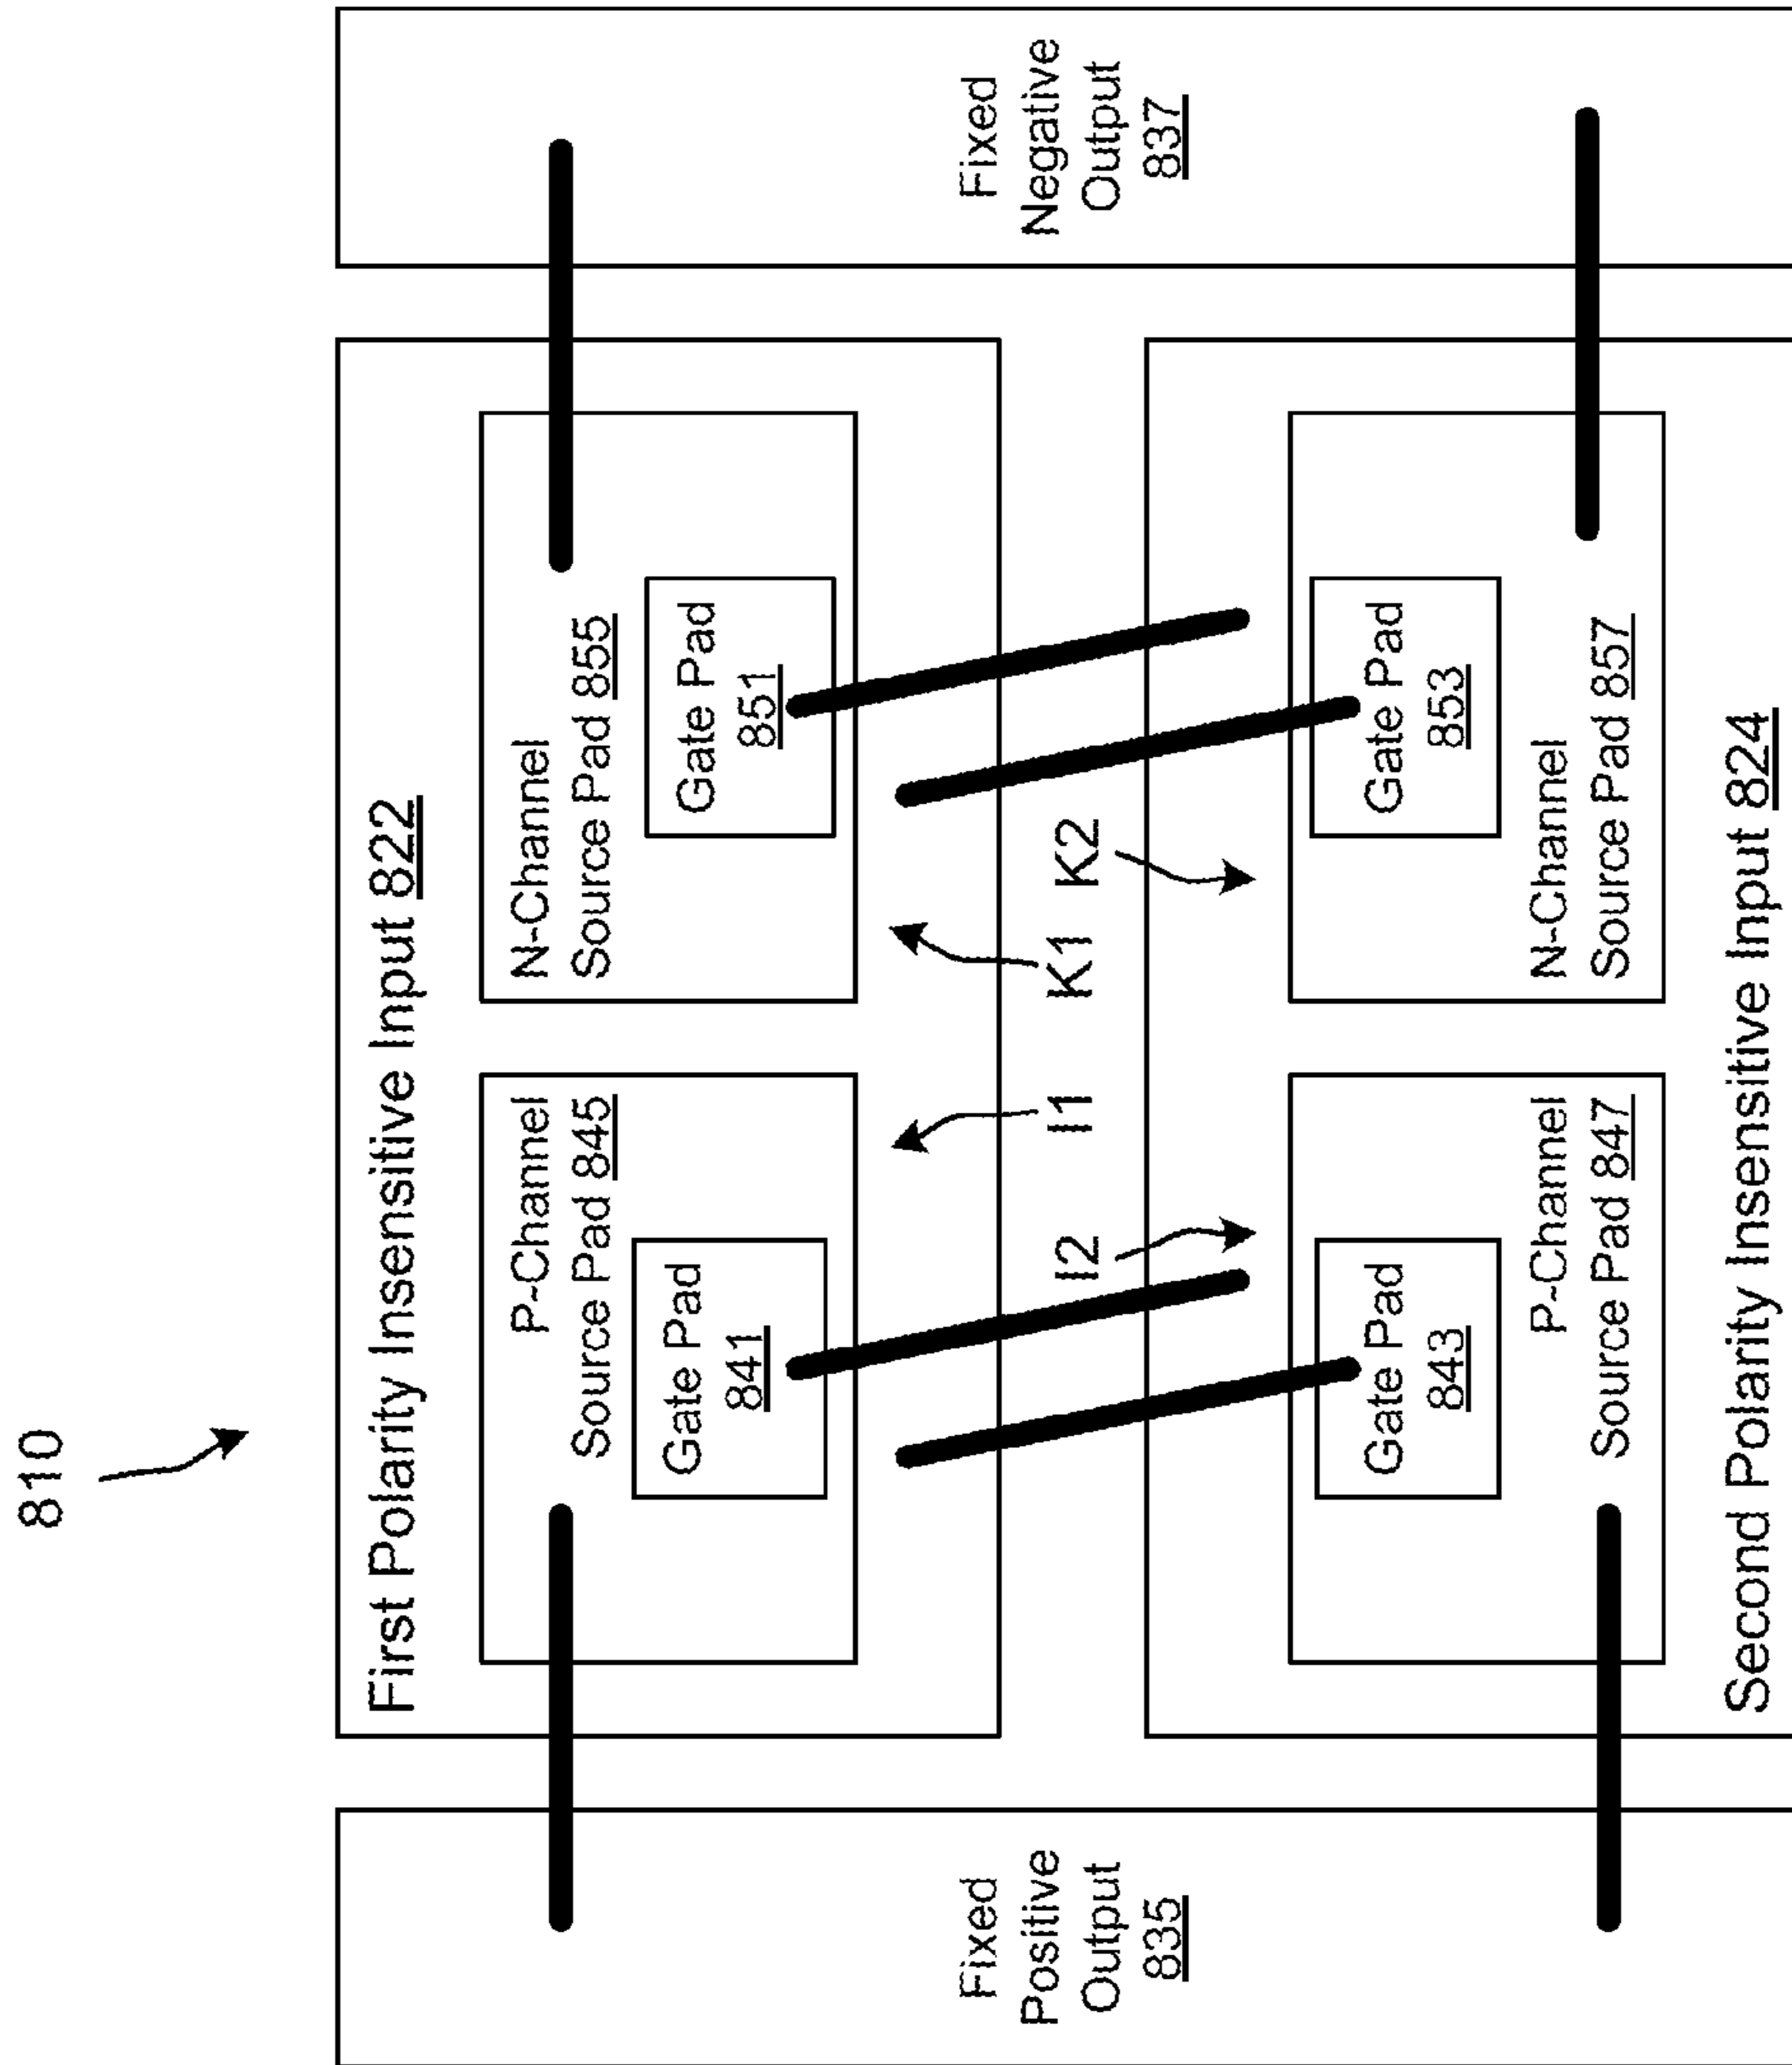 810
First Polarity Insensitive Input 822
P-Channel
Source Pad 845
Gate Pad
841
N-Channel
Source Pad 855
Gate Pad
851
Fixed
Positive
Output
835
I1
K1
I2
K2
Fixed
Negative
Output
837
Gate Pad
843
P-Channel
Source Pad 847
Gate Pad
853
N-Channel
Source Pad 857
Second Polarity Insensitive Input 824